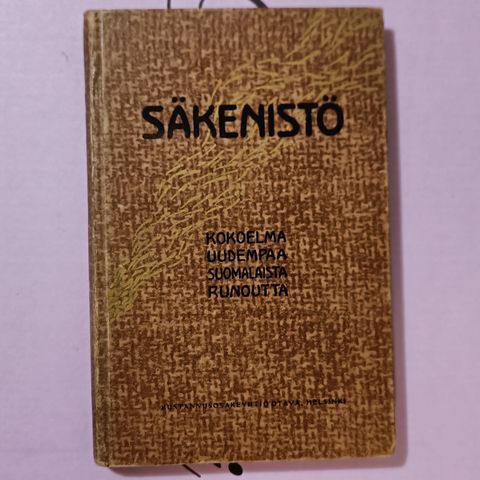 SÄKENISTÖ
KOKOELMA
UUDEMPAA
SUOMALAISTA
RUNOUTTA
KUSTANNUSOSAKEYHTIÖ OTAVA, HELSINKI